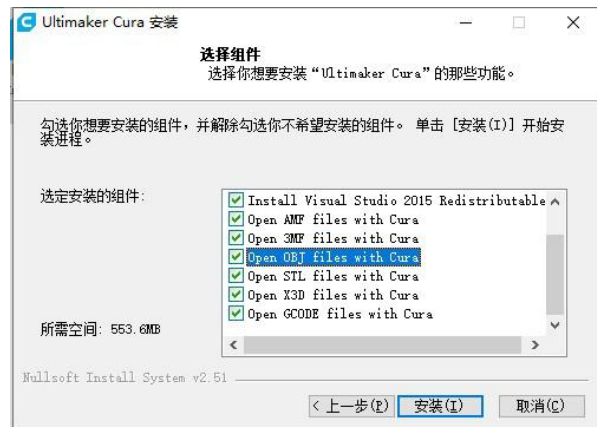 Ultimaker Cura 安装
选择组件
选择你想要安装“Ultimaker Cura”的那些功能。
勾选你想要安装的组件，并解除勾选你不希望安装的组件。 单击 [安装(I)] 开始安
装进程。
选定安装的组件:
Install Visual Studio 2015 Redistributable
Open AMF files with Cura
Open 3MF files with Cura
Open OBJ files with Cura
Open STL files with Cura
Open X3D files with Cura
Open GCODE files with Cura
所需空间: 553.6MB
Nullsoft Install System v2.51
< 上一步(P)
安装(I)
取消(C)